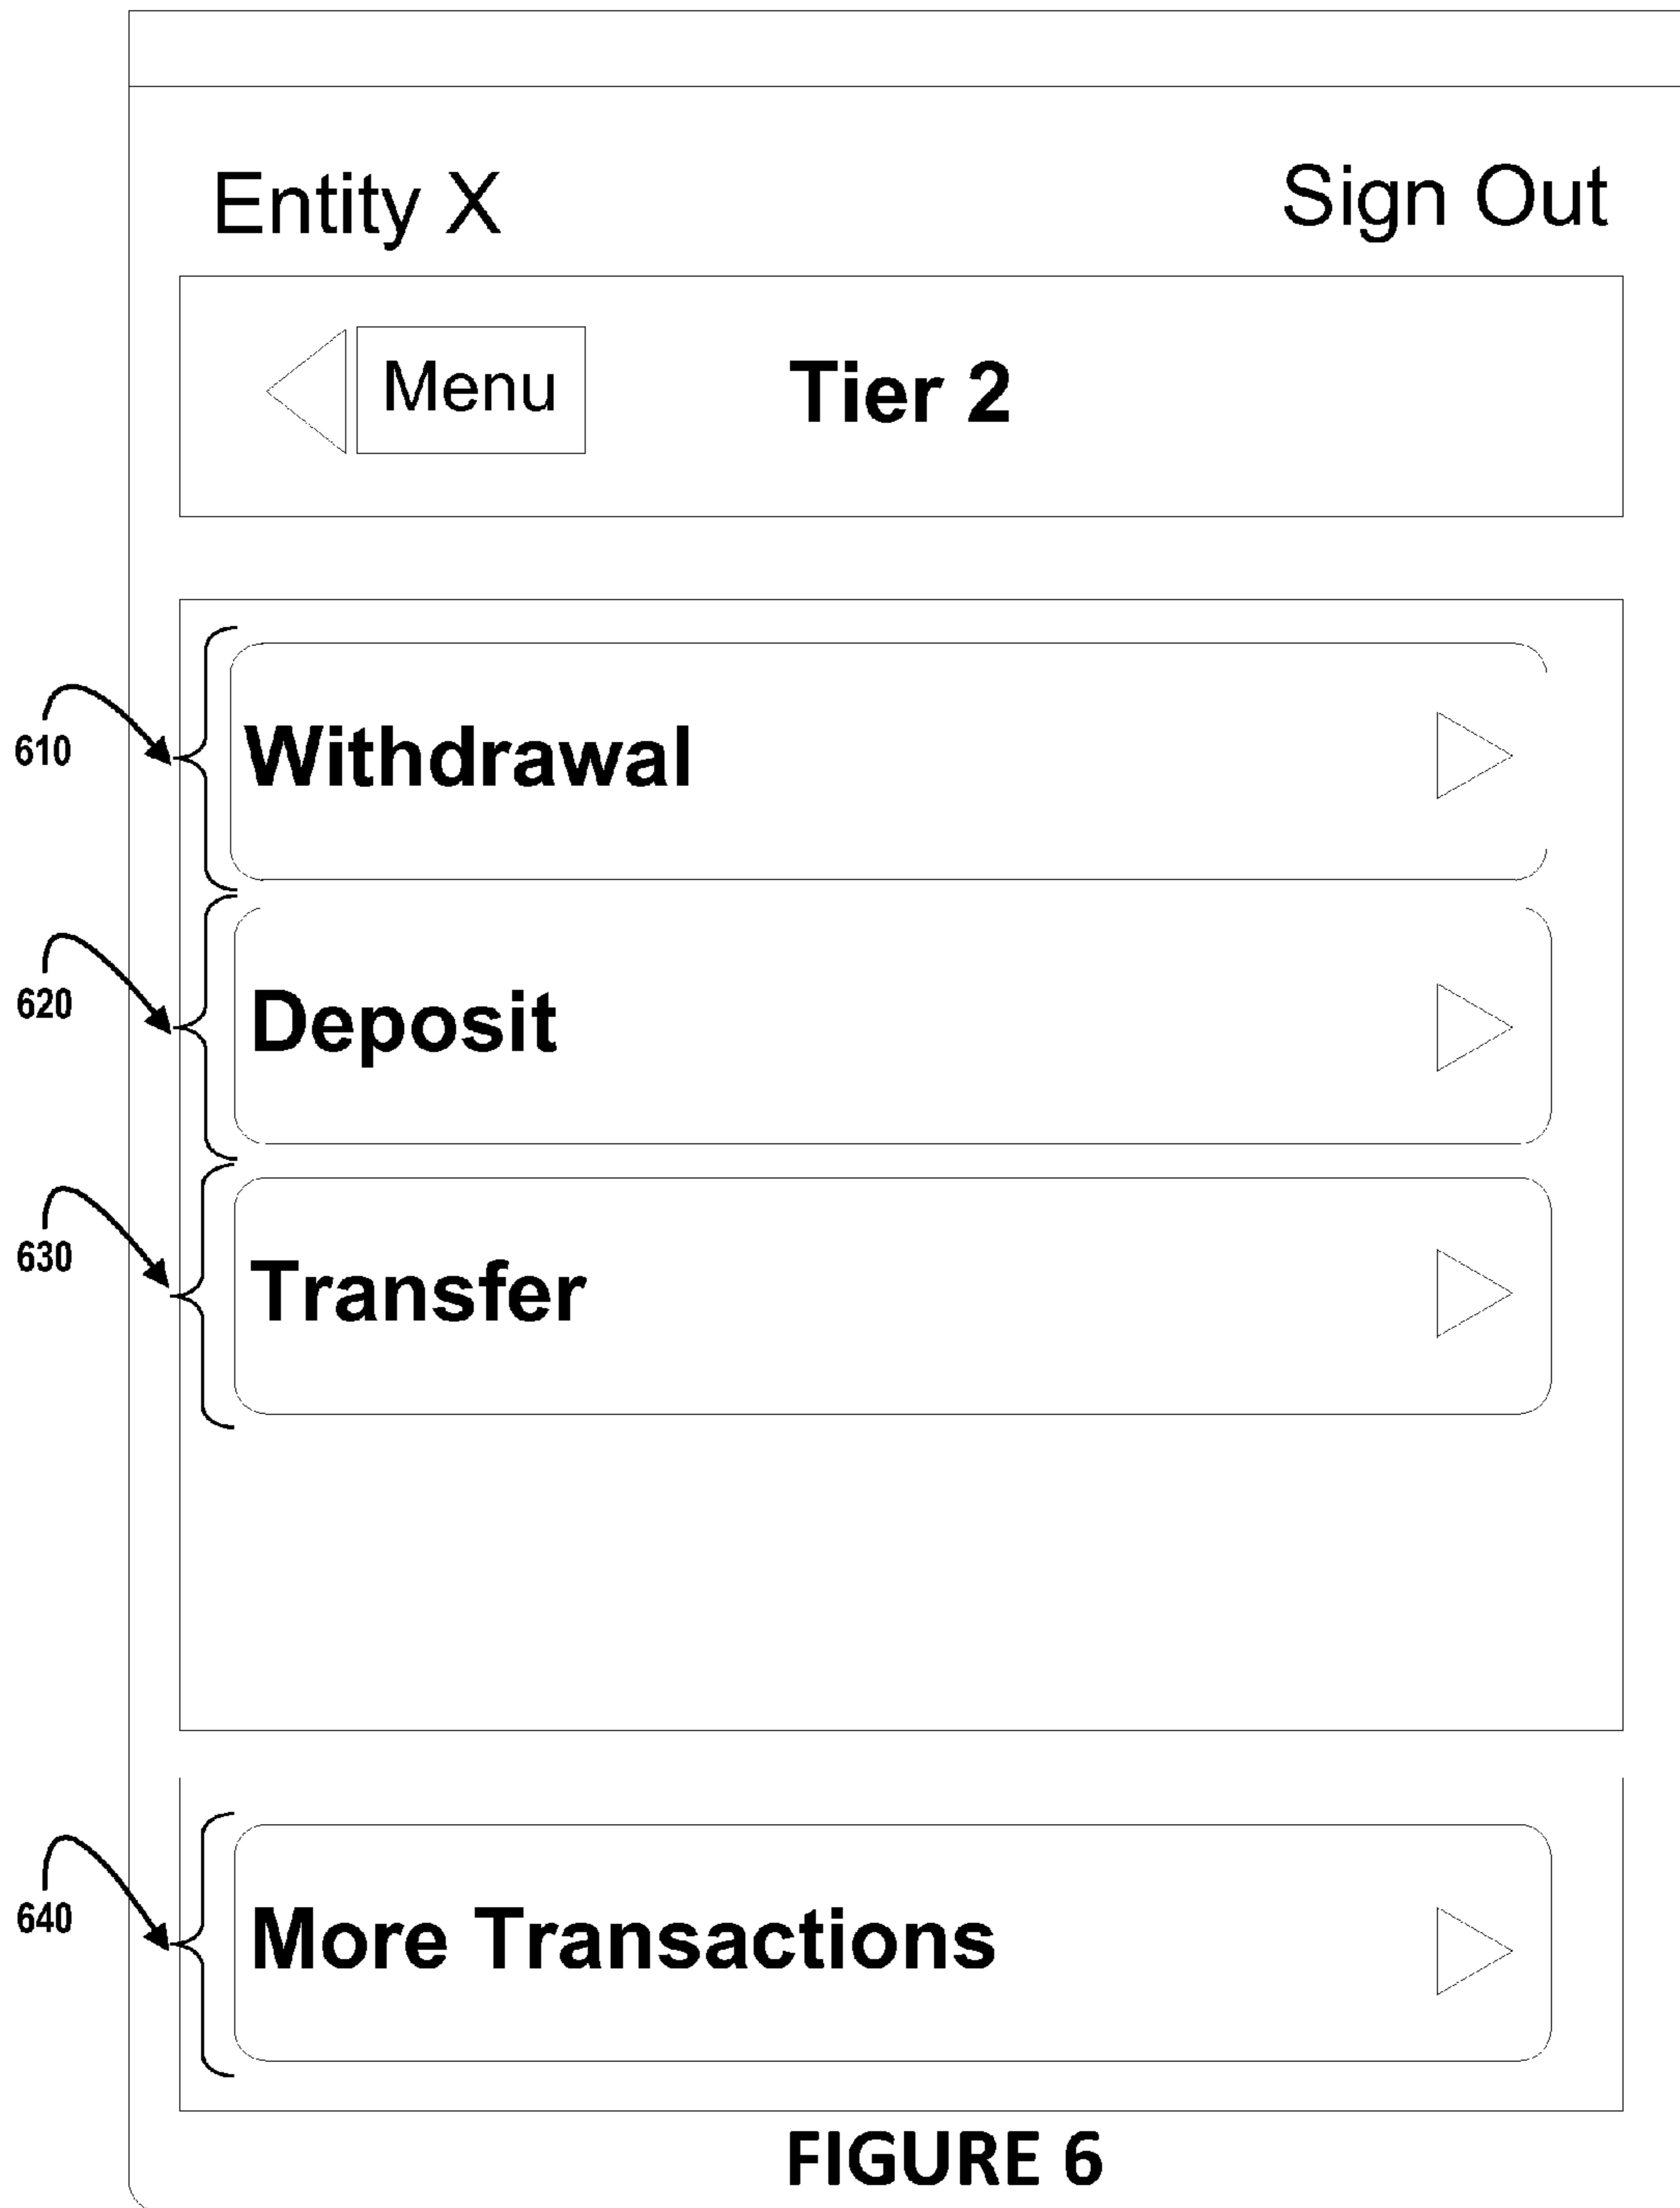 Entity X Sign Out
Menu Tier 2
610 Withdrawal
620 Deposit
630 Transfer
640 More Transactions
FIGURE 6